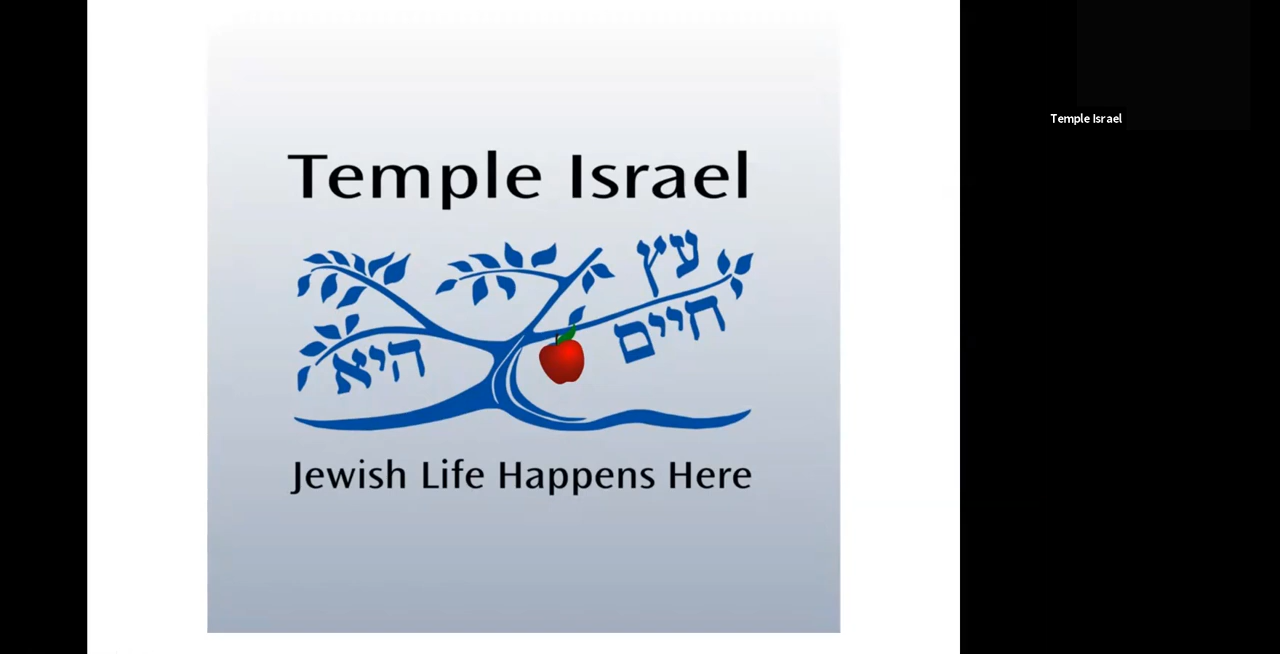 Temple Israel
עץ
חיים
היא
Jewish Life Happens Here
Temple Israel